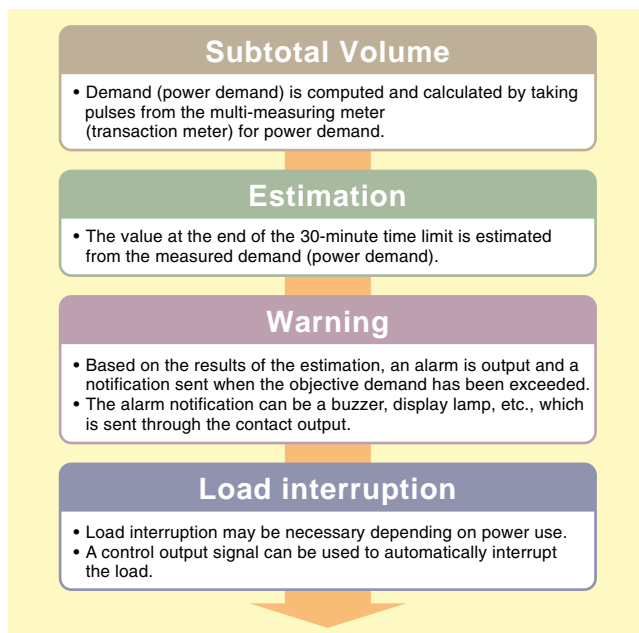 Subtotal Volume
• Demand (power demand) is computed and calculated by taking
pulses from the multi-measuring meter
(transaction meter) for power demand.
Estimation
• The value at the end of the 30-minute time limit is estimated
from the measured demand (power demand).
Warning
• Based on the results of the estimation, an alarm is output and a
notification sent when the objective demand has been exceeded.
• The alarm notification can be a buzzer, display lamp, etc., which
is sent through the contact output.
Load interruption
• Load interruption may be necessary depending on power use.
• A control output signal can be used to automatically interrupt
the load.